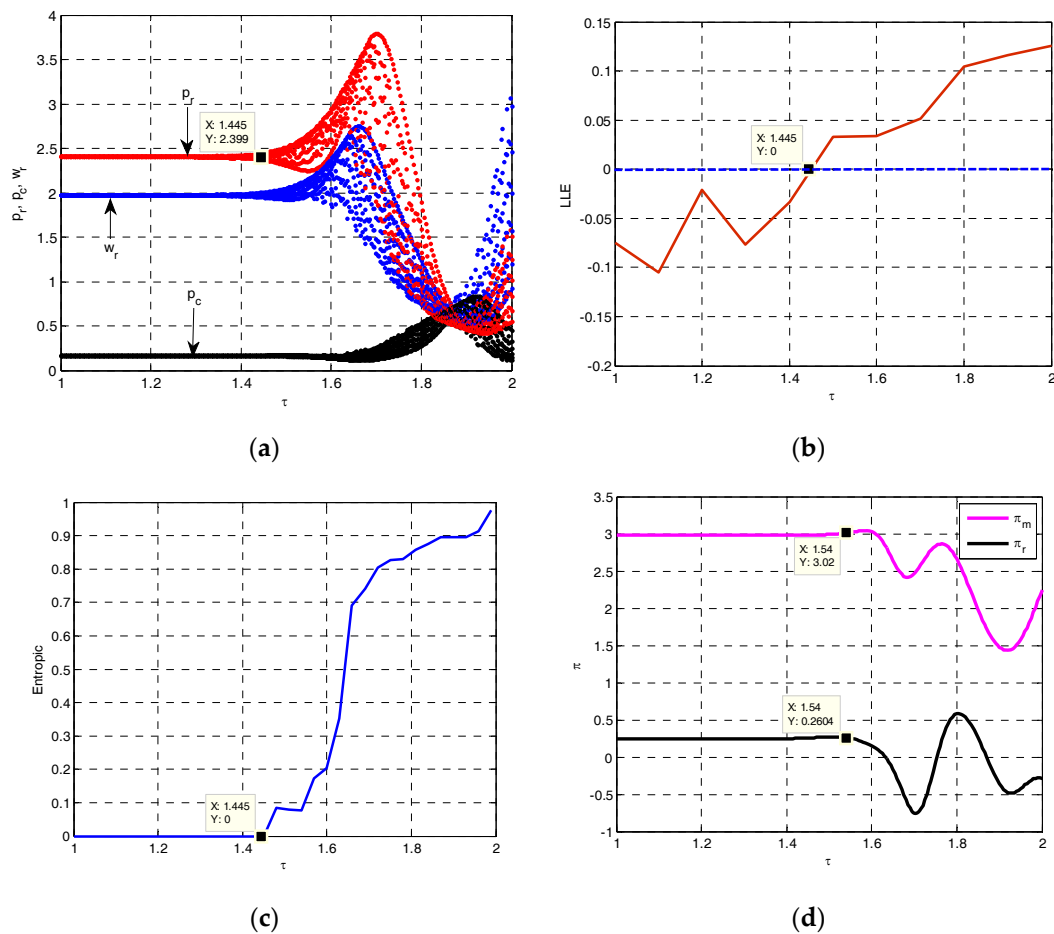 4
3.5
3
2.5
2
1.5
1
0.5
0
1
1.2
1.4
1.6
1.8
2
p_r, p_c, w_r
τ
p_r
w_r
p_c
X: 1.445
Y: 2.399
(a)
0.15
0.1
0.05
0
-0.05
-0.1
-0.15
-0.2
1
1.2
1.4
1.6
1.8
2
LLE
τ
X: 1.445
Y: 0
(b)
1
0.9
0.8
0.7
0.6
0.5
0.4
0.3
0.2
0.1
0
1
1.2
1.4
1.6
1.8
2
Entropic
τ
X: 1.445
Y: 0
(c)
3.5
3
2.5
2
1.5
1
0.5
0
-0.5
-1
1
1.2
1.4
1.6
1.8
2
π
τ
π_m
π_r
X: 1.54
Y: 3.02
X: 1.54
Y: 0.2604
(d)